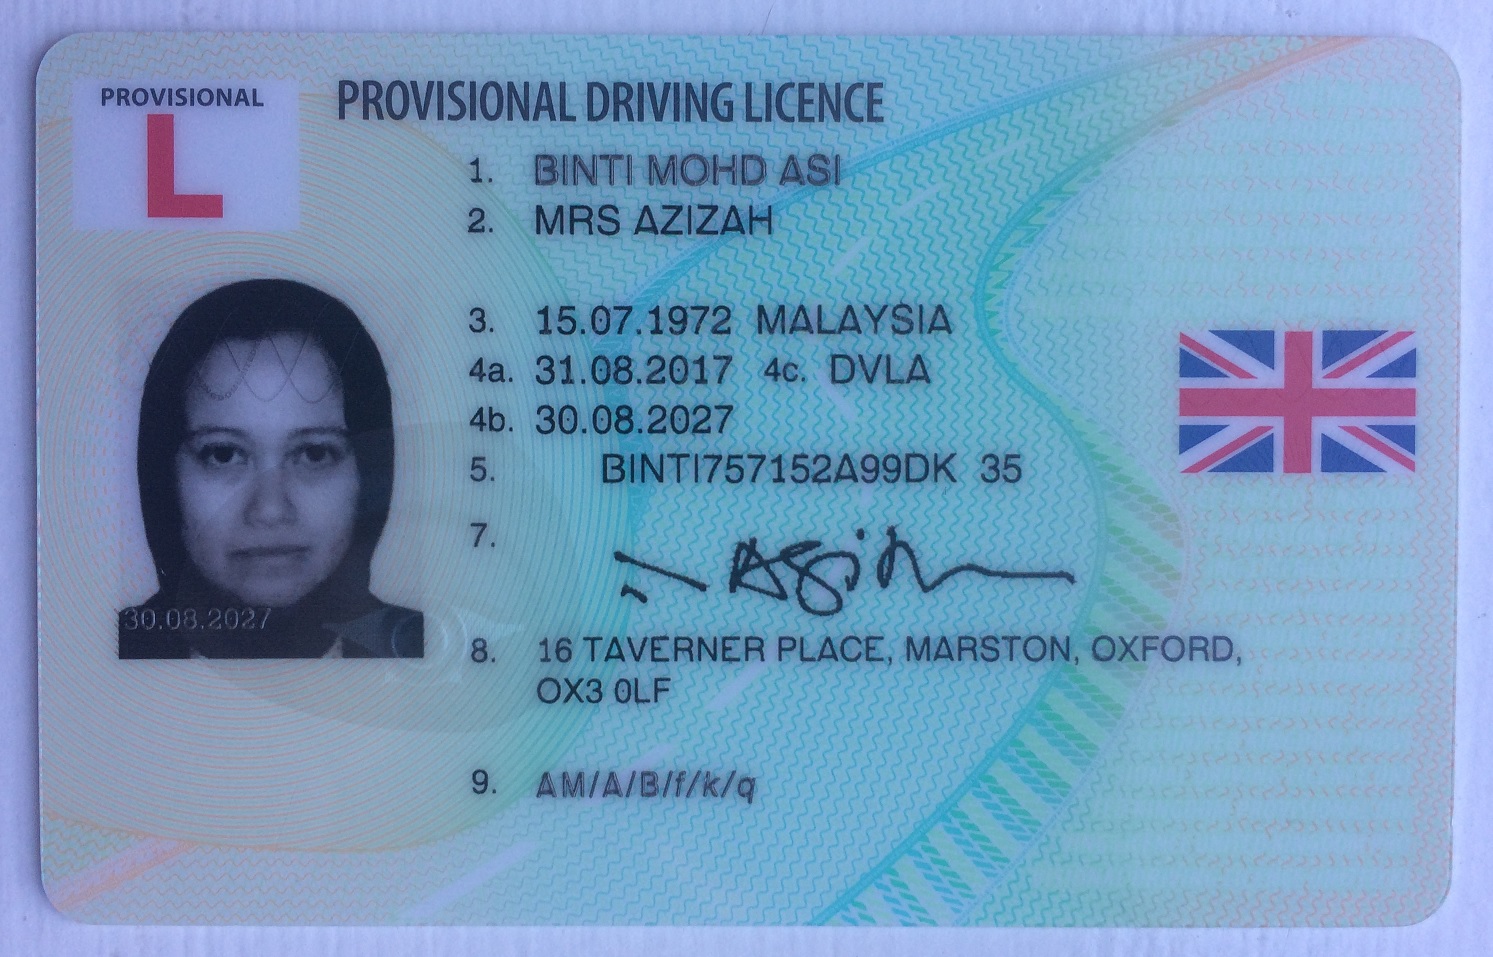 PROVISIONAL
L
PROVISIONAL DRIVING LICENCE
1. BINTI MOHD ASI
2. MRS AZIZAH
3. 15.07.1972 MALAYSIA
4a. 31.08.2017 4c. DVLA
4b. 30.08.2027
5. BINTI757152A99DK 35
7.
30.08.2027
8. 16 TAVERNER PLACE, MARSTON, OXFORD,
OX3 0LF
9. AM/A/B/f/k/q